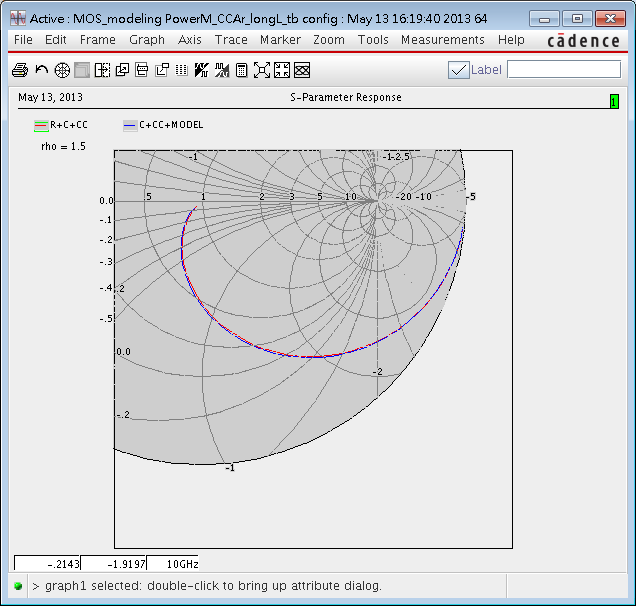 Active : MOS_modeling PowerM_CCAr_longL_tb config : May 13 16:19:40 2013 64
File Edit Frame Graph Axis Trace Marker Zoom Tools Measurements Help cādence
Label
May 13, 2013 S-Parameter Response 1
R+C+CC C+CC+MODEL
rho = 1.5
-1 -1-2.5
0.0 .5 1 2 3 5 10 -20 -10 -5
-.1
-.2
-.3
-.4 .2
-.5
0.0
-2
-.2
-1
-.2143 -1.9197 10GHz
> graph1 selected: double-click to bring up attribute dialog.